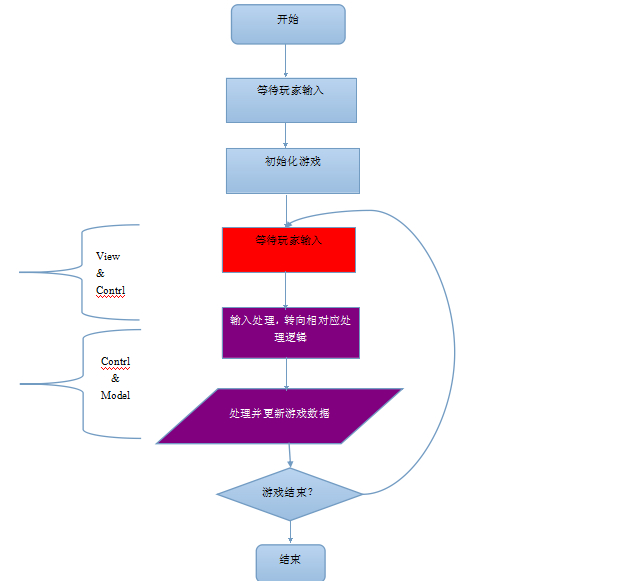 开始
等待玩家输入
初始化游戏
等待玩家输入
View
&
Contrl
输入处理，转向相对应处
理逻辑
Contrl
&
Model
处理并更新游戏数据
游戏结束？
结束